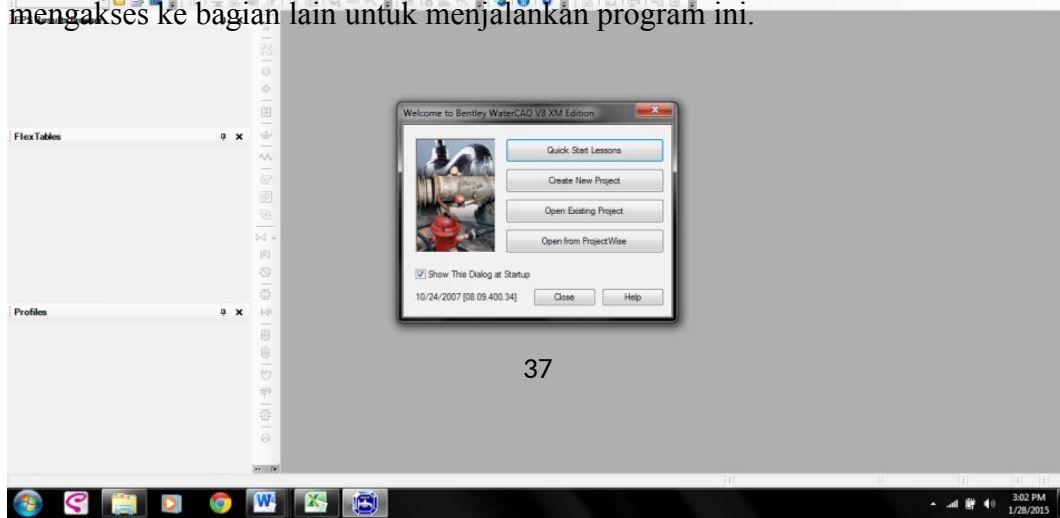 mengakses ke bagian lain untuk menjalankan program ini.
FlexTables
Profiles
Welcome to Bentley WaterCAD V8 XM Edition
Quick Start Lessons
Create New Project
Open Existing Project
Open from ProjectWise
Show This Dialog at Startup
10/24/2007 [08.09.400.34]
Close
Help
37
3:02 PM
1/28/2015